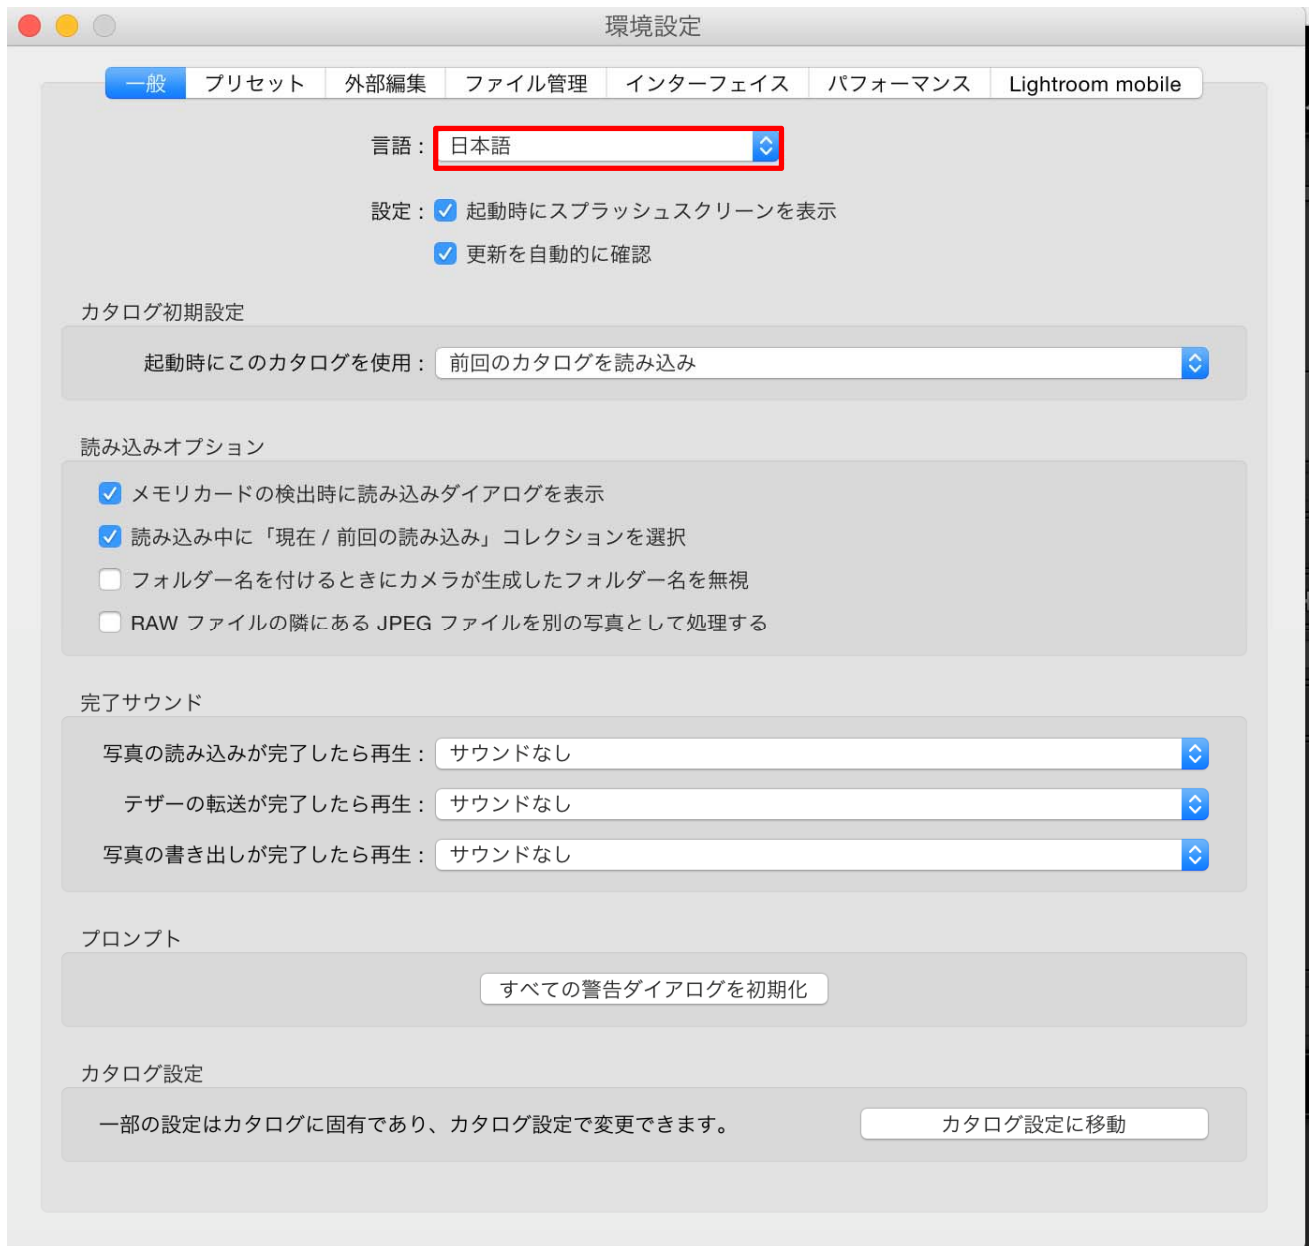 環境設定
一般 プリセット 外部編集 ファイル管理 インターフェイス パフォーマンス Lightroom mobile
言語： 日本語
設定： 起動時にスプラッシュスクリーンを表示
更新を自動的に確認
カタログ初期設定
起動時にこのカタログを使用： 前回のカタログを読み込み
読み込みオプション
メモリカードの検出時に読み込みダイアログを表示
読み込み中に「現在 / 前回の読み込み」コレクションを選択
フォルダー名を付けるときにカメラが生成したフォルダー名を無視
RAW ファイルの隣にある JPEG ファイルを別の写真として処理する
完了サウンド
写真の読み込みが完了したら再生： サウンドなし
テザーの転送が完了したら再生： サウンドなし
写真の書き出しが完了したら再生： サウンドなし
プロンプト
すべての警告ダイアログを初期化
カタログ設定
一部の設定はカタログに固有であり、カタログ設定で変更できます。 カタログ設定に移動